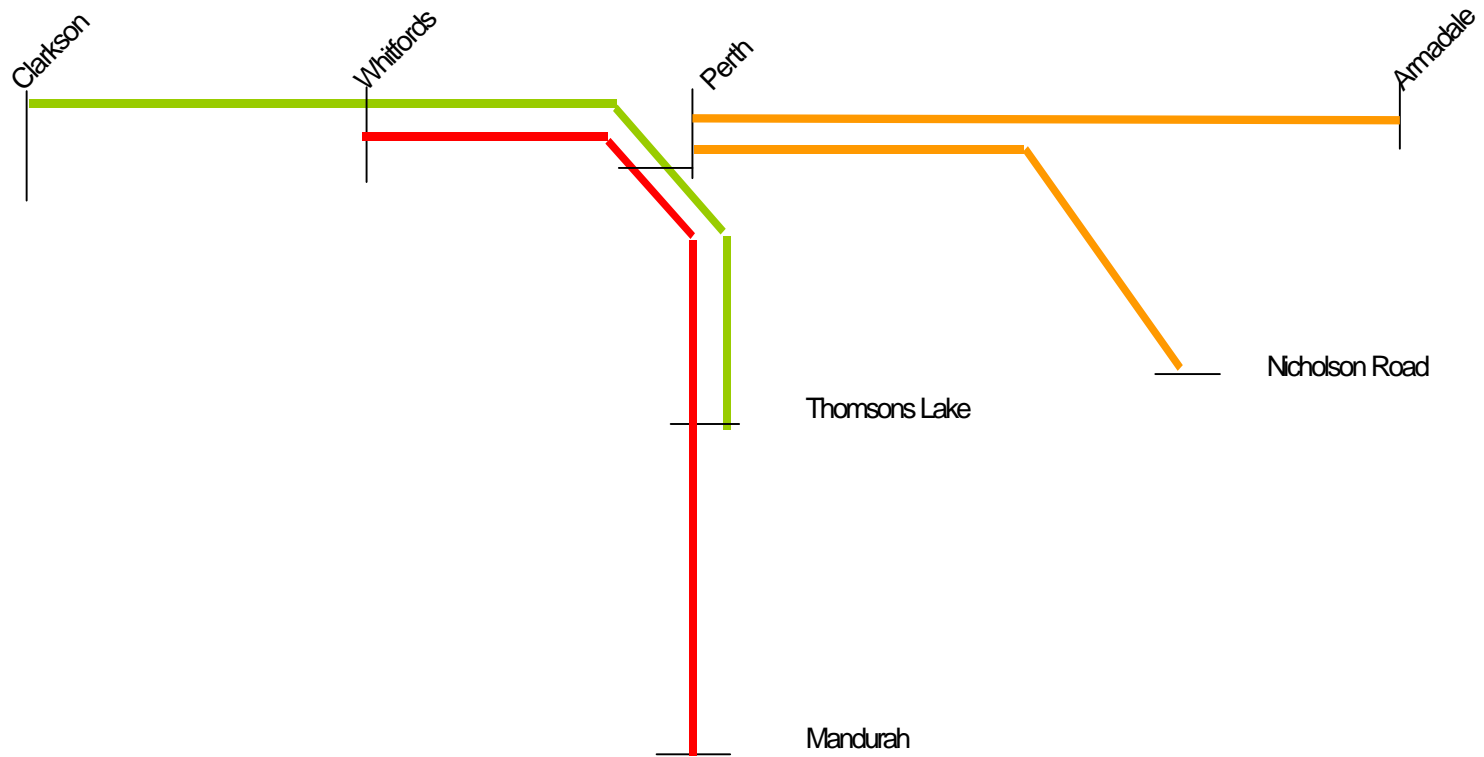 Clarkson
Whitfords
Perth
Armadale
Nicholson Road
Thomsons Lake
Mandurah